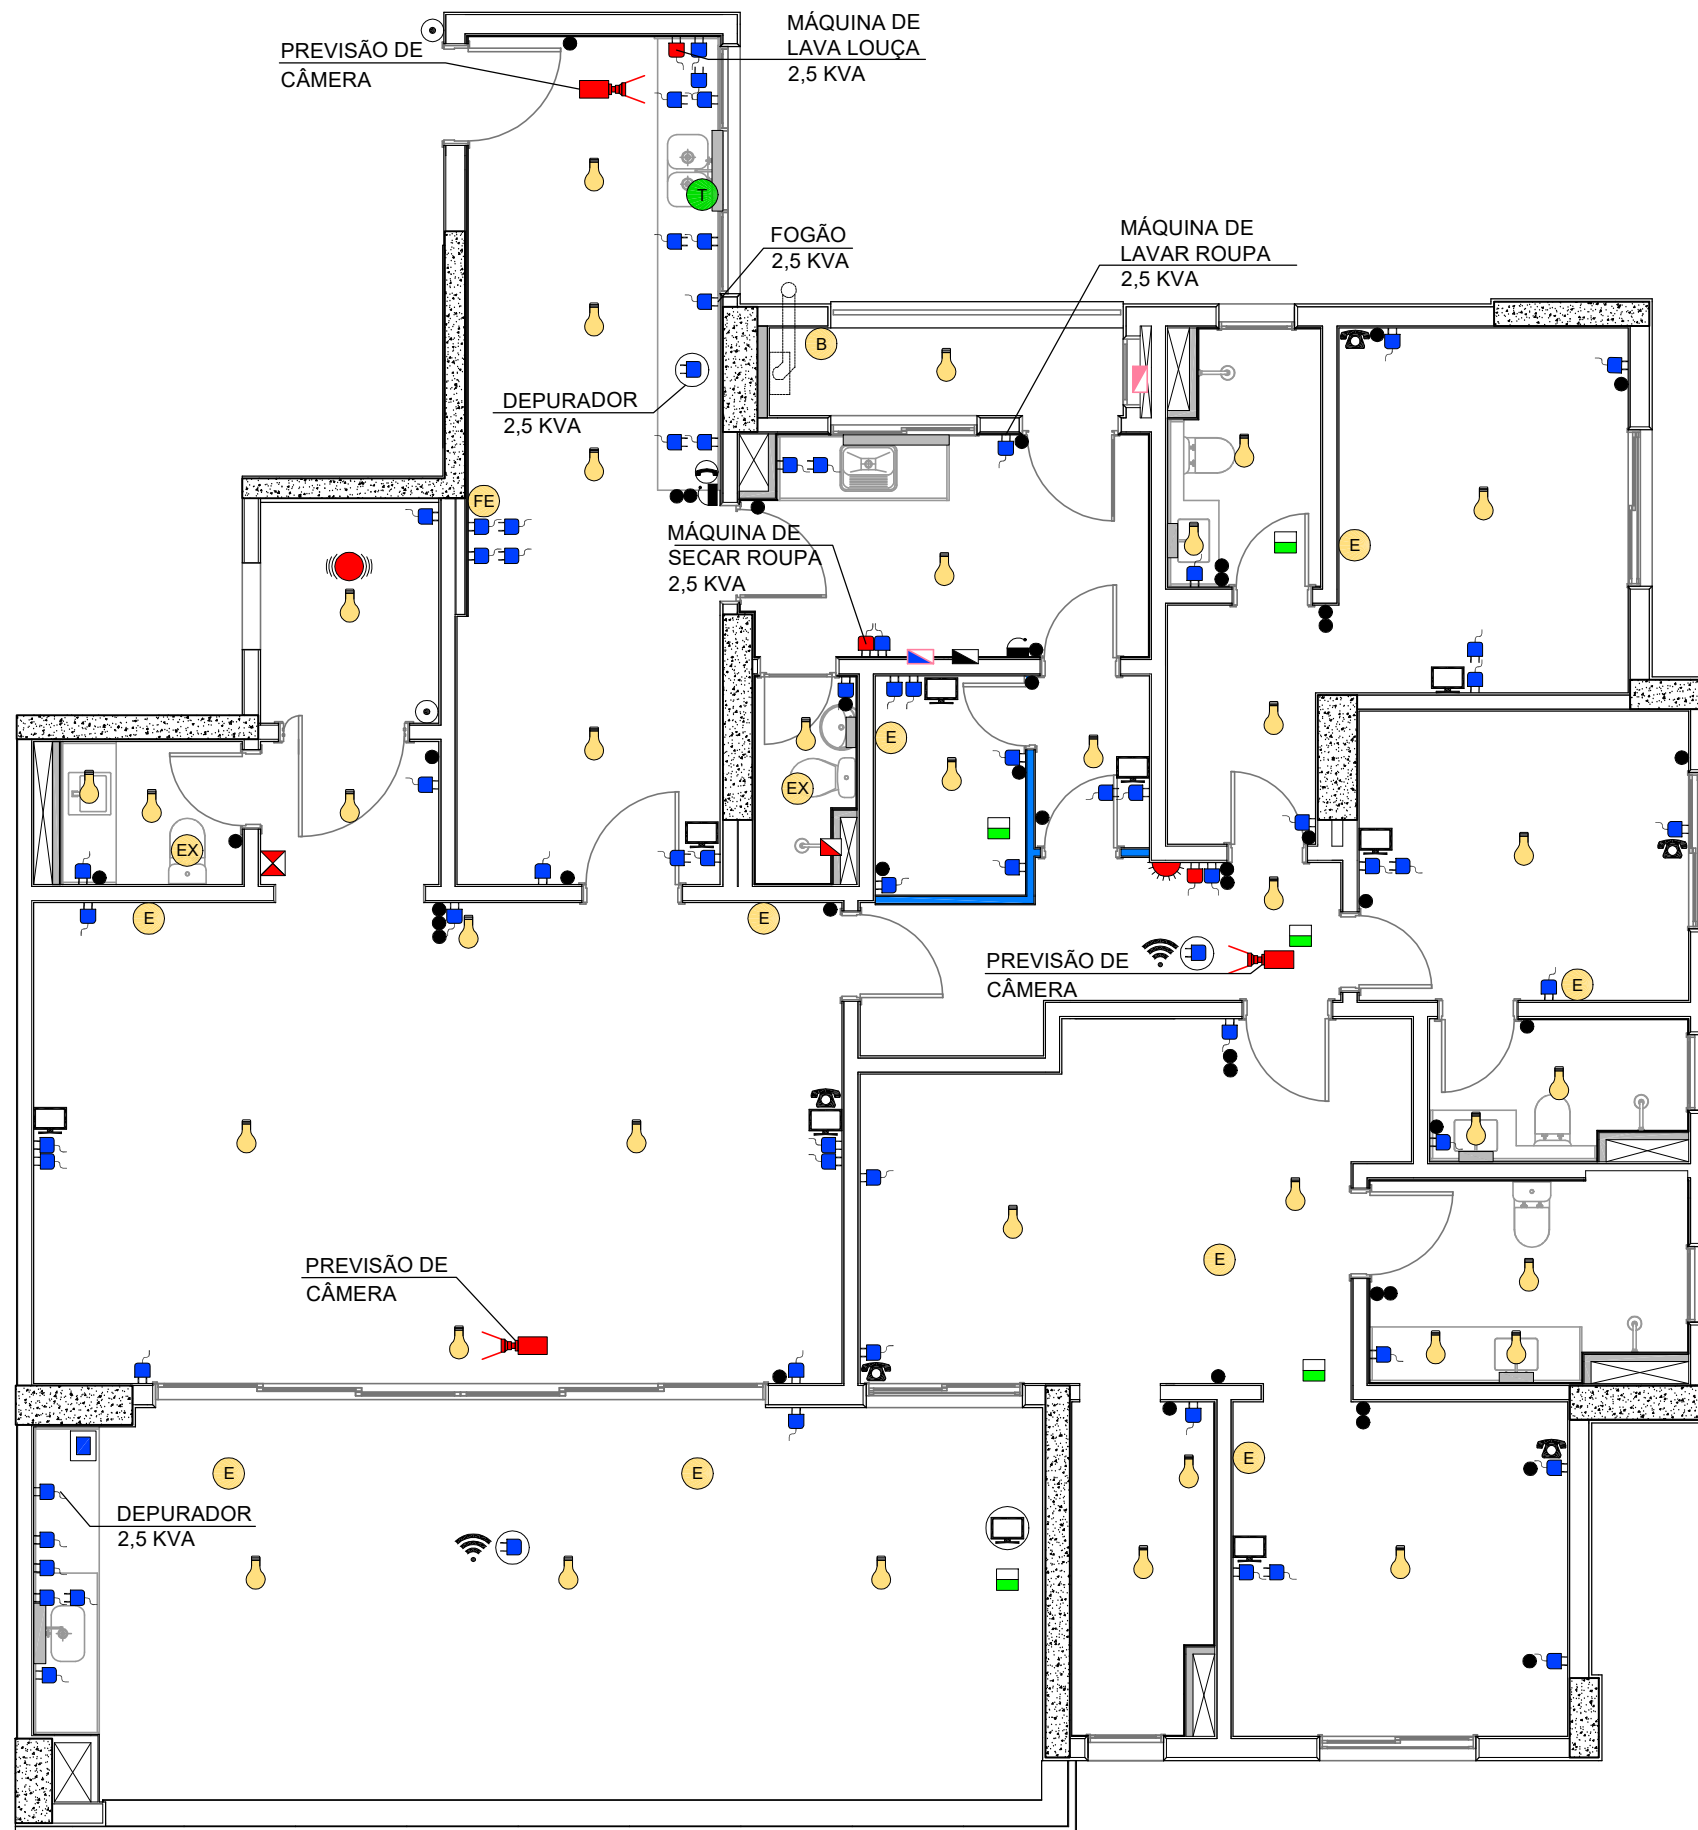 MÁQUINA DE
LAVA LOUÇA
2,5 KVA
PREVISÃO DE
CÂMERA
T
FOGÃO
2,5 KVA
MÁQUINA DE
LAVAR ROUPA
2,5 KVA
B
DEPURADOR
2,5 KVA
FE
MÁQUINA DE
SECAR ROUPA
2,5 KVA
E
E
EX
EX
E
E
PREVISÃO DE
CÂMERA
E
E
PREVISÃO DE
CÂMERA
E
E
E
DEPURADOR
2,5 KVA